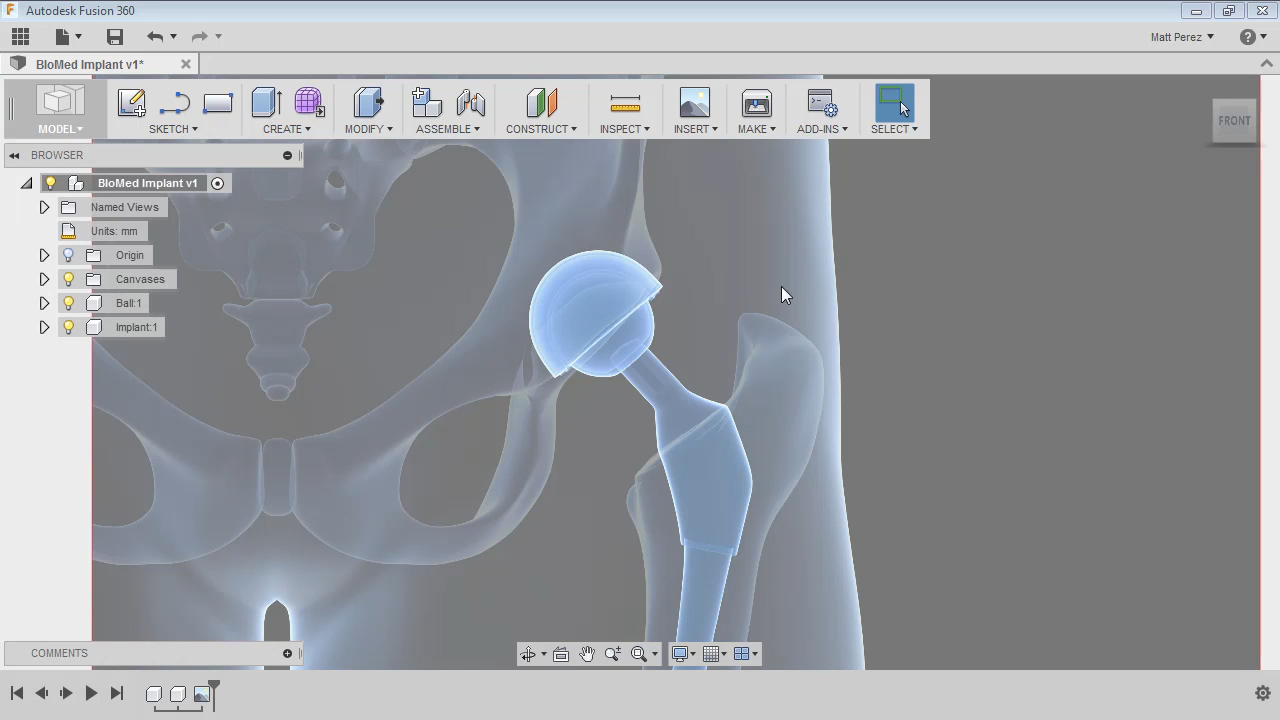 Autodesk Fusion 360
Matt Perez
BIoMed Implant v1*
MODEL
SKETCH
CREATE
MODIFY
ASSEMBLE
CONSTRUCT
INSPECT
INSERT
MAKE
ADD-INS
SELECT
FRONT
BROWSER
BIoMed Implant v1
Named Views
Units: mm
Origin
Canvases
Ball:1
Implant:1
COMMENTS